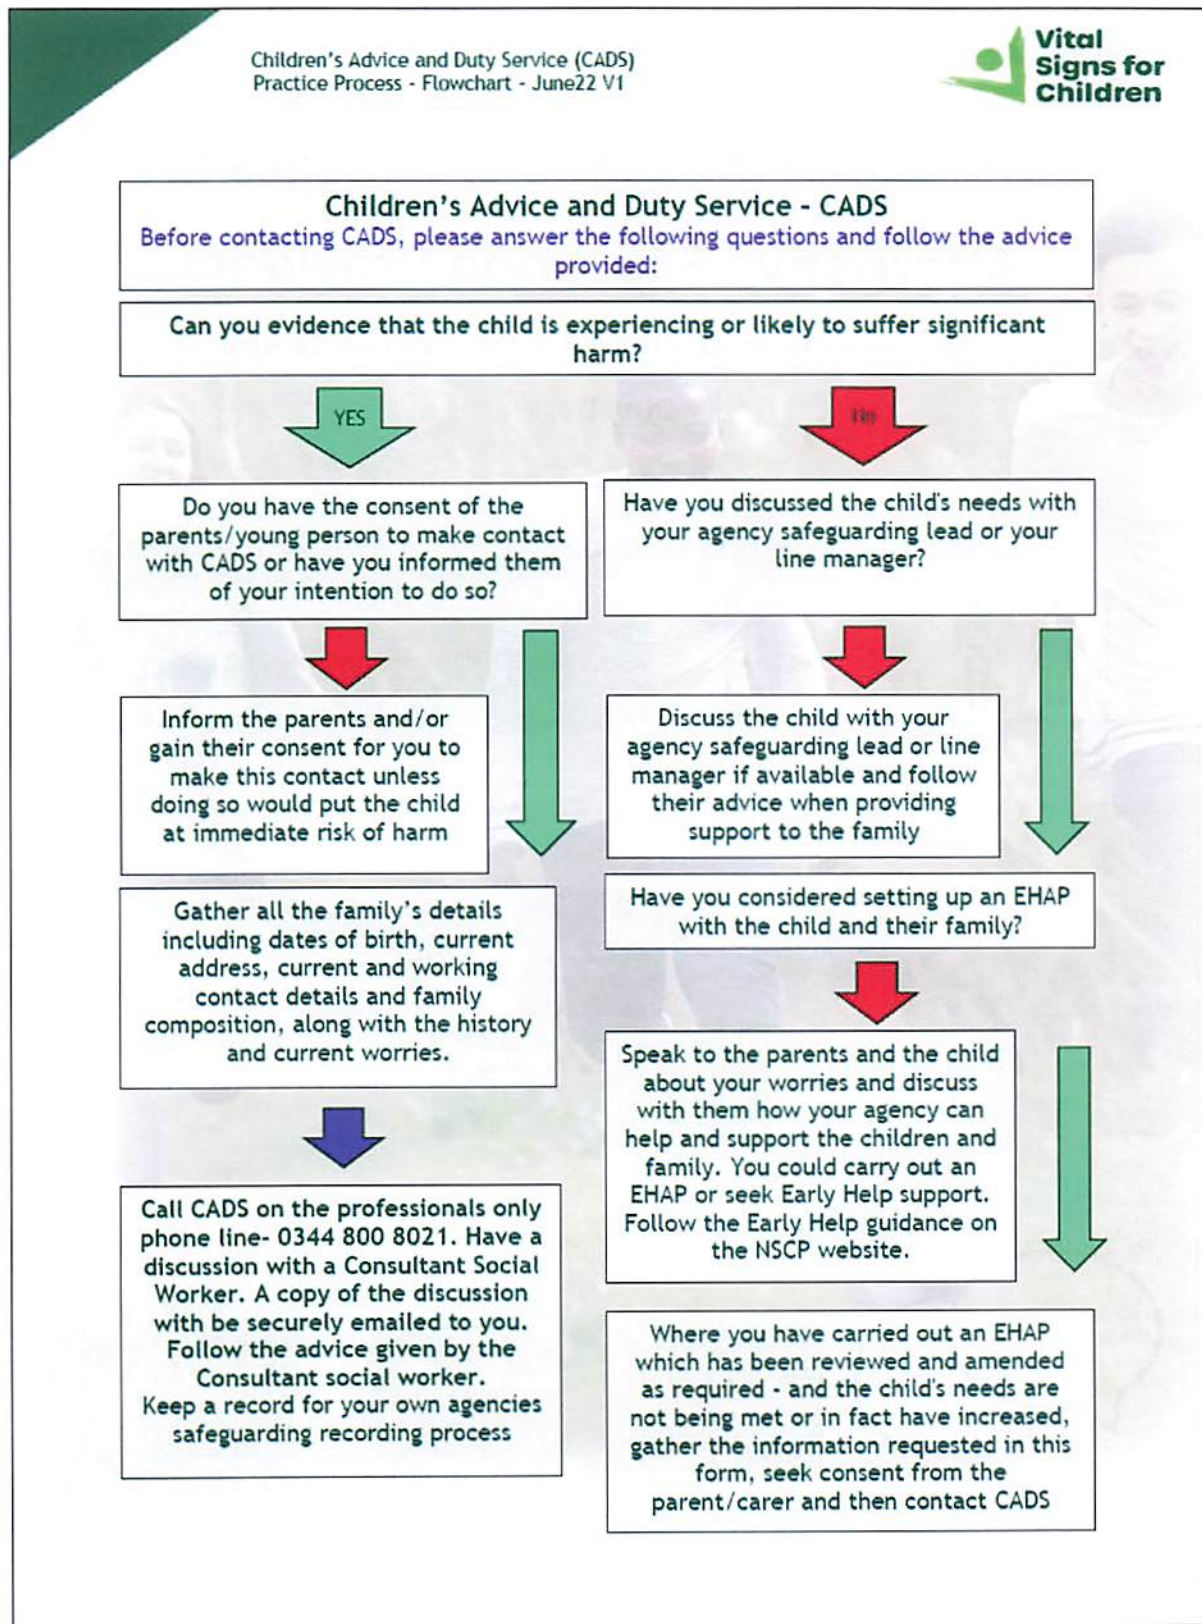 Children's Advice and Duty Service (CADS)
Practice Process - Flowchart - June22 V1
Vital
Signs for
Children
Children's Advice and Duty Service - CADS
Before contacting CADS, please answer the following questions and follow the advice
provided:
Can you evidence that the child is experiencing or likely to suffer significant
harm?
YES
No
Do you have the consent of the
parents/young person to make contact
with CADS or have you informed them
of your intention to do so?
Have you discussed the child's needs with
your agency safeguarding lead or your
line manager?
Inform the parents and/or
gain their consent for you to
make this contact unless
doing so would put the child
at immediate risk of harm
Discuss the child with your
agency safeguarding lead or line
manager if available and follow
their advice when providing
support to the family
Gather all the family's details
including dates of birth, current
address, current and working
contact details and family
composition, along with the history
and current worries.
Have you considered setting up an EHAP
with the child and their family?
Speak to the parents and the child
about your worries and discuss
with them how your agency can
help and support the children and
family. You could carry out an
EHAP or seek Early Help support.
Follow the Early Help guidance on
the NSCP website.
Call CADS on the professionals only
phone line- 0344 800 8021. Have a
discussion with a Consultant Social
Worker. A copy of the discussion
with be securely emailed to you.
Follow the advice given by the
Consultant social worker.
Keep a record for your own agencies
safeguarding recording process
Where you have carried out an EHAP
which has been reviewed and amended
as required - and the child's needs are
not being met or in fact have increased,
gather the information requested in this
form, seek consent from the
parent/carer and then contact CADS